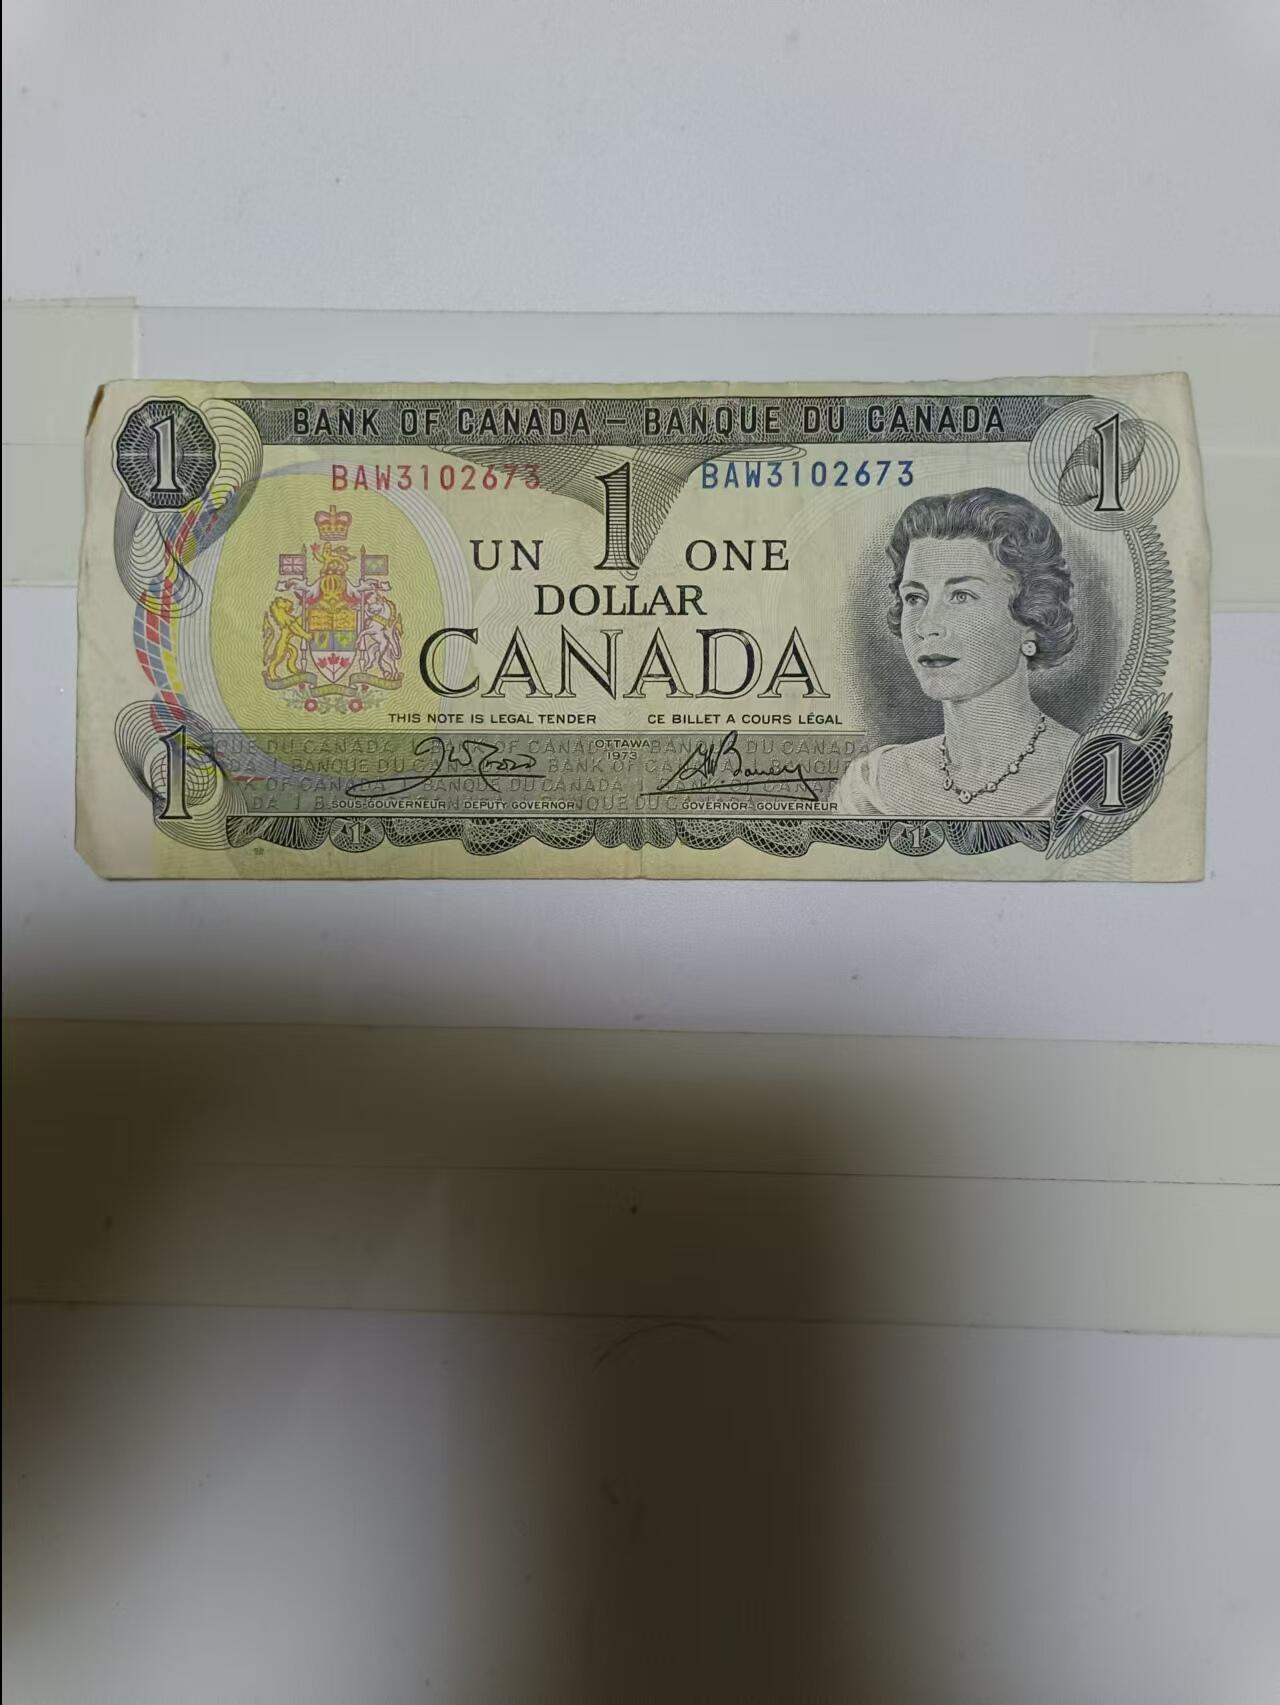 1 BANK OF CANADA – BANQUE DU CANADA 1
BAW3102673 BAW3102673
UN 1 ONE
DOLLAR
CANADA
THIS NOTE IS LEGAL TENDER CE BILLET A COURS LÉGAL
OTTAWA
1973
1 1
SOUS-GOUVERNEUR DEPUTY GOVERNOR GOVERNOR-GOUVERNEUR
1 1